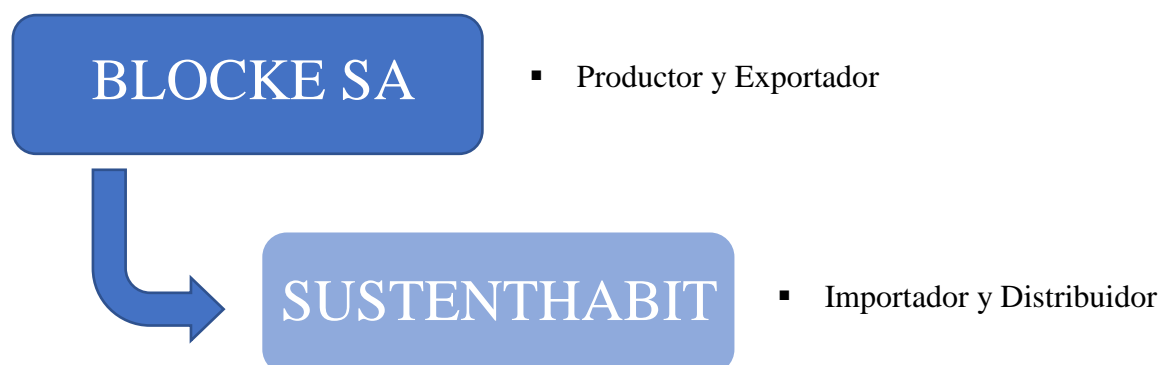 BLOCKE SA
▪ Productor y Exportador
SUSTENTHABIT
▪ Importador y Distribuidor